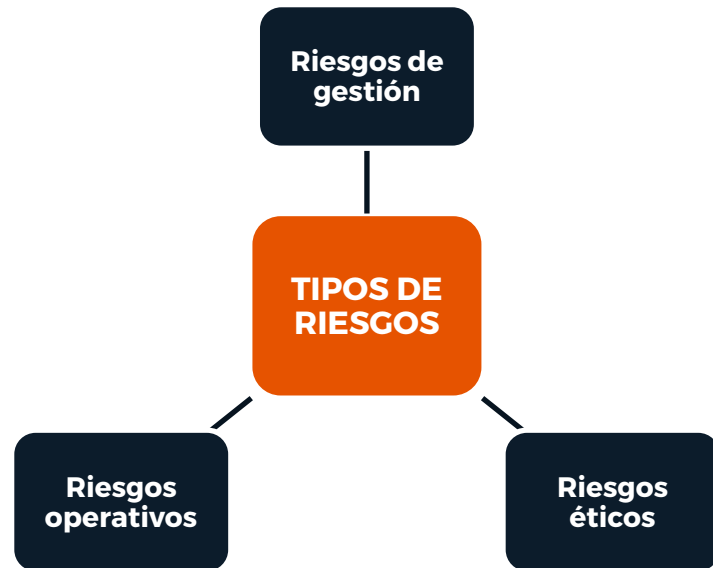 Riesgos de
gestión
TIPOS DE
RIESGOS
Riesgos
operativos
Riesgos
éticos